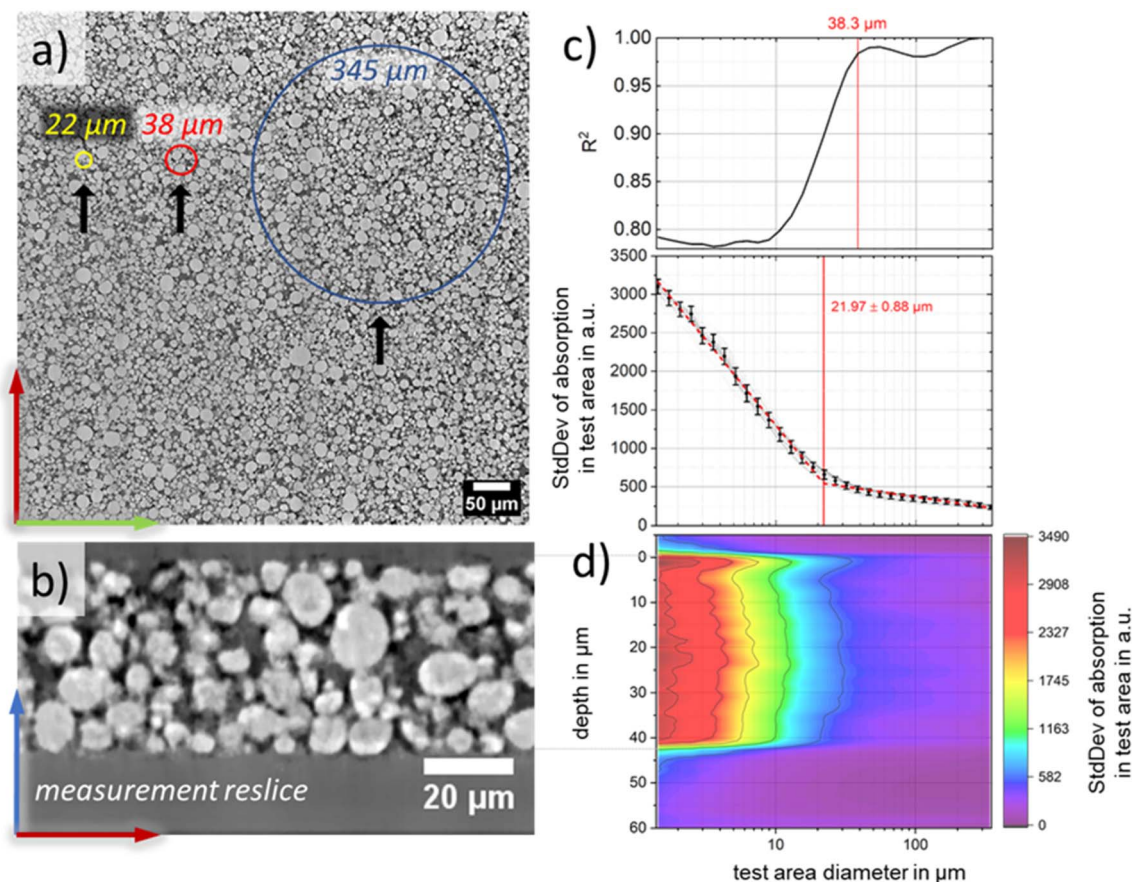 a)
22 µm
38 µm
345 µm
50 µm
b)
measurement reslice
20 µm
c)
38.3 µm
1.00
0.95
0.90
0.85
0.80
R²
3500
3000
2500
2000
1500
1000
500
0
StdDev of absorption
in test area in a.u.
21.97 ± 0.88 µm
d)
0
10
20
30
40
50
60
depth in µm
10
100
test area diameter in µm
3490
2908
2327
1745
1163
582
0
StdDev of absorption
in test area in a.u.